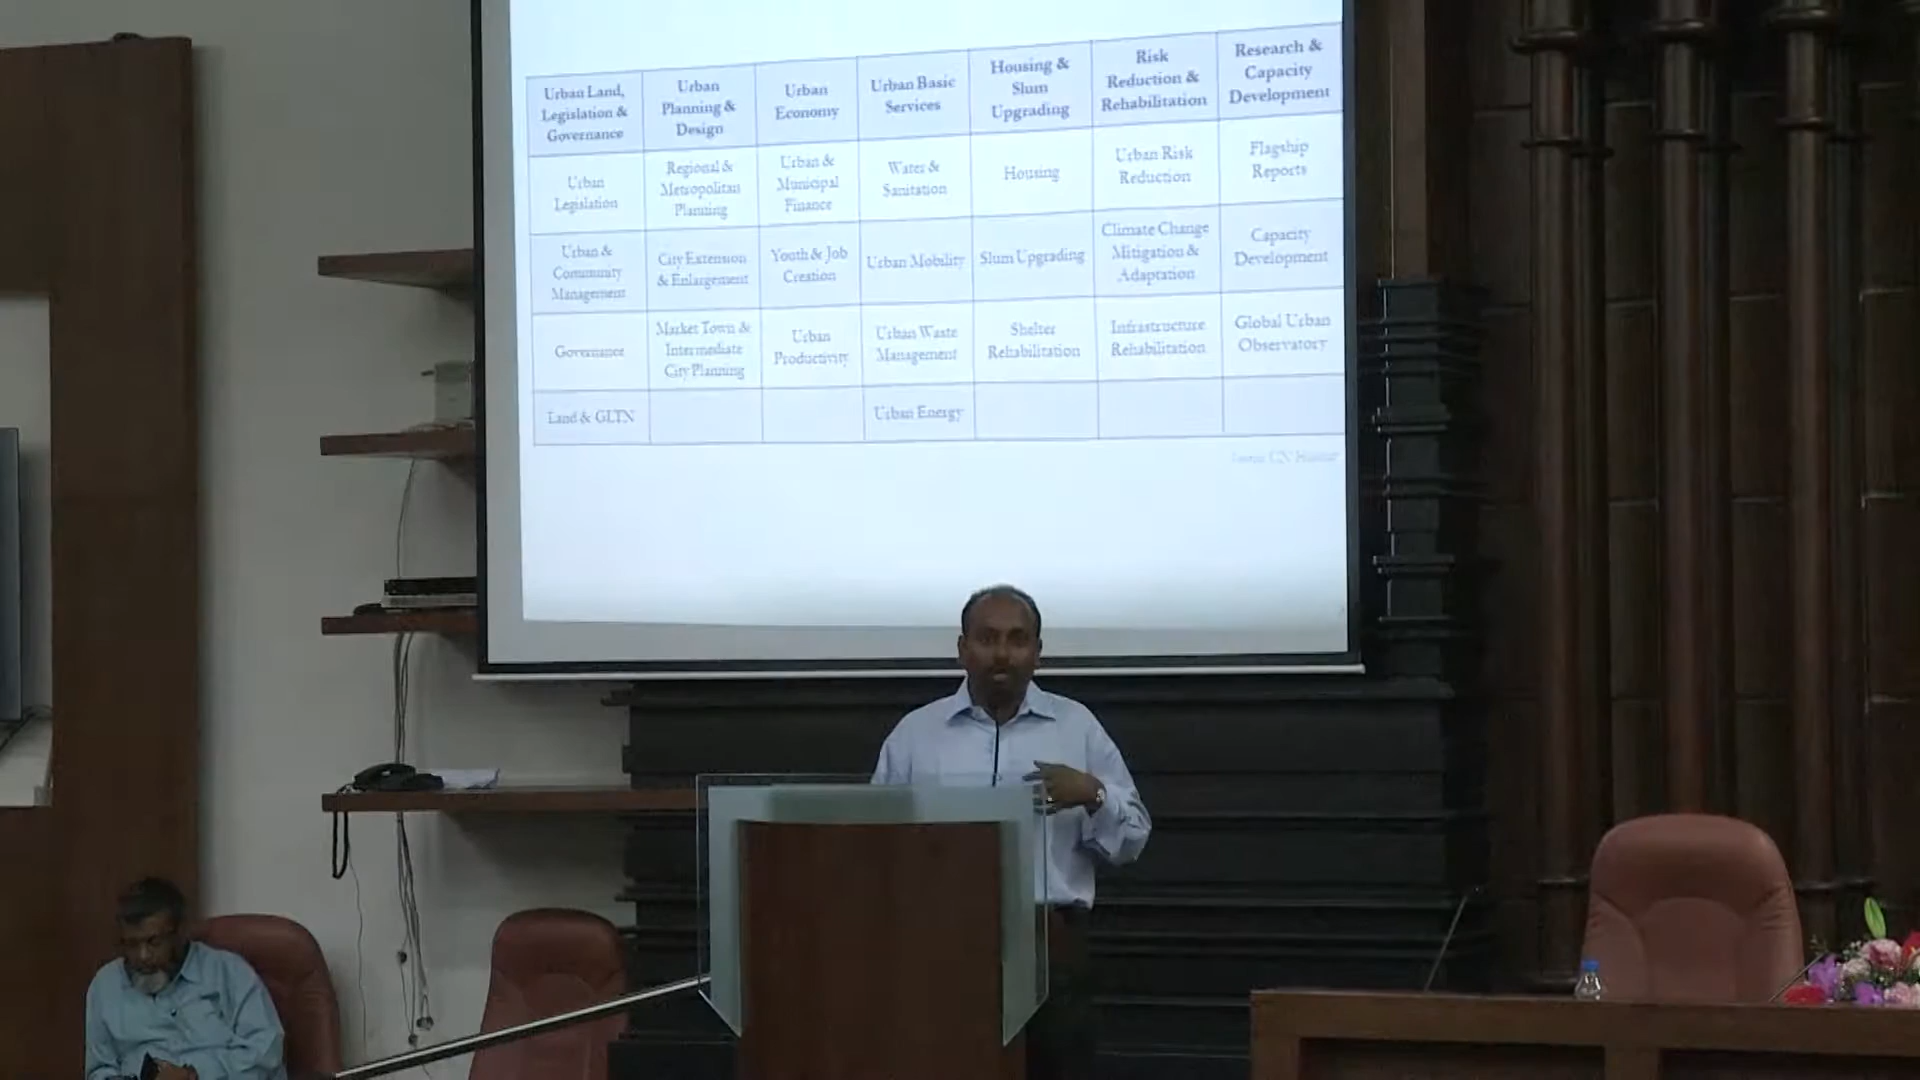 Urban Land,
Legislation &
Governance
Urban
Planning &
Design
Urban
Economy
Urban Basic
Services
Housing &
Slum
Upgrading
Risk
Reduction &
Rehabilitation
Research &
Capacity
Development
Urban
Legislation
Regional &
Metropolitan
Planning
Urban &
Municipal
Finance
Water &
Sanitation
Housing
Urban Risk
Reduction
Flagship
Reports
Urban &
Community
Management
City Extension
& Enlargement
Youth & Job
Creation
Urban Mobility
Slum Upgrading
Climate Change
Mitigation &
Adaptation
Capacity
Development
Governance
Market Town &
Intermediate
City Planning
Urban
Productivity
Urban Waste
Management
Shelter
Rehabilitation
Infrastructure
Rehabilitation
Global Urban
Observatory
Land & GLTN
Urban Energy